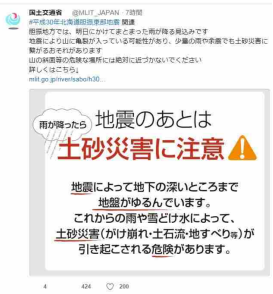 国土交通省 @MLIT_JAPAN・7時間
#平成30年北海道胆振東部地震 関連
胆振地方では、明日にかけてまとまった雨が降る見込みです
地震により山に亀裂が入っている可能性があり、少量の雨や余震でも土砂災害に
繋がるおそれがあります
山の斜面等の危険な場所には絶対に近づかないでください
詳しくはこちら↓
mlit.go.jp/river/sabo/h30...
雨が降ったら
地震のあとは
土砂災害に注意
地震によって地下の深いところまで
地盤がゆるんでいます。
これからの雨や雪どけ水によって、
土砂災害(がけ崩れ・土石流・地すべり等)が
引き起こされる危険があります。
4 424 200